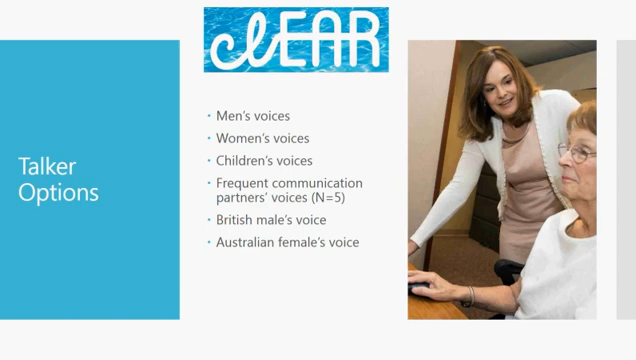 clEAR
Talker
Options
• Men's voices
• Women's voices
• Children's voices
• Frequent communication
partners' voices (N=5)
• British male's voice
• Australian female's voice